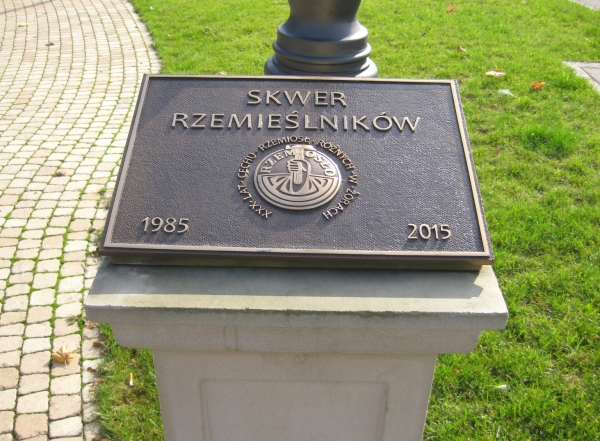 SKWER
RZEMIEŚLNIKÓW
XXX LAT CECHU RZEMIOSŁ RÓŻNYCH W ŻORACH
RZEMIOSŁO
1985
2015